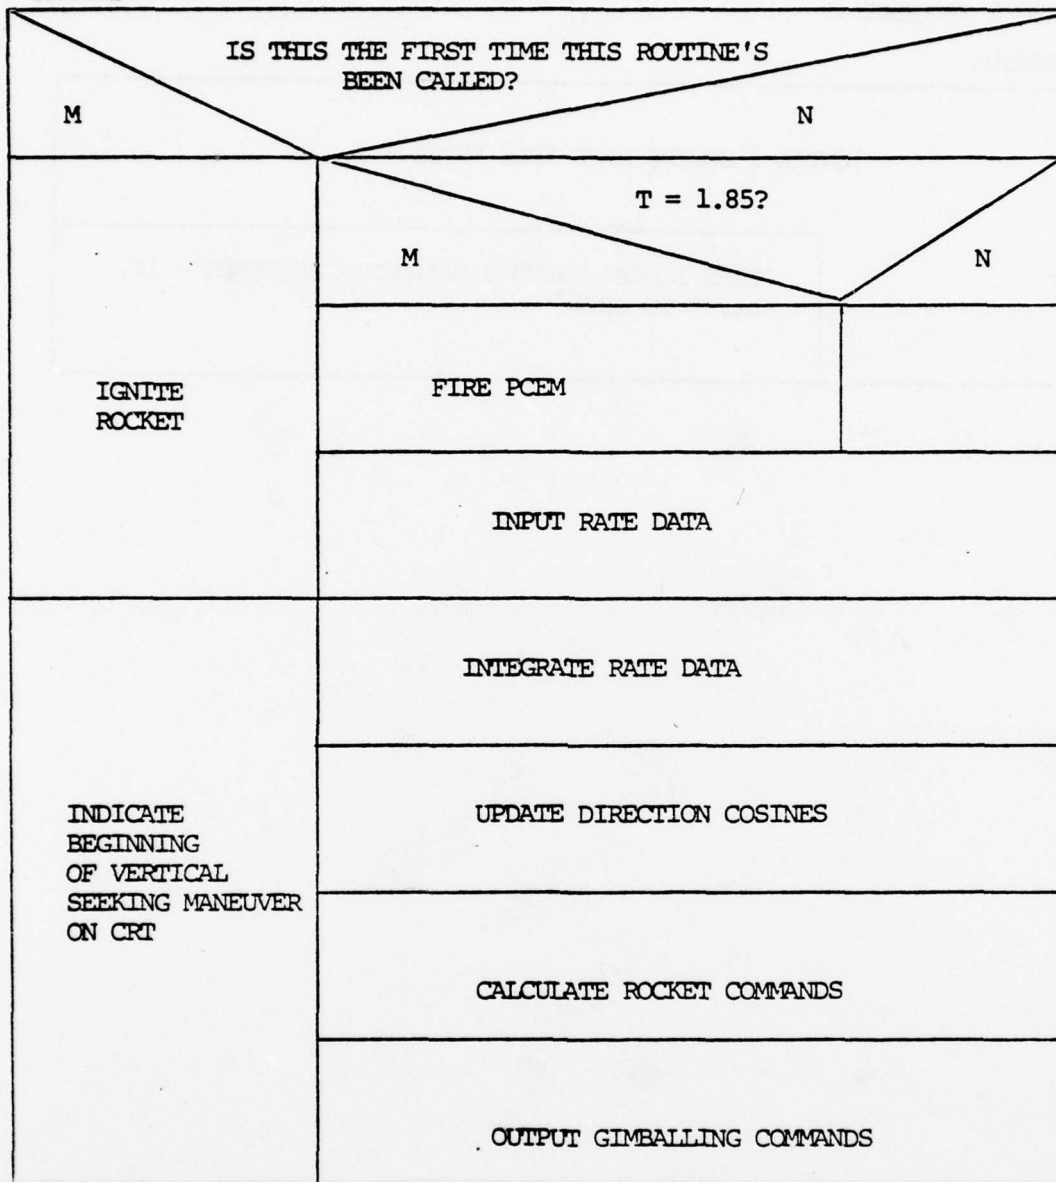 IS THIS THE FIRST TIME THIS ROUTINE'S
BEEN CALLED?
M
N
T = 1.85?
M
N
IGNITE
ROCKET
FIRE PCEM
INPUT RATE DATA
INTEGRATE RATE DATA
INDICATE
BEGINNING
OF VERTICAL
SEEKING MANEUVER
ON CRT
UPDATE DIRECTION COSINES
CALCULATE ROCKET COMMANDS
OUTPUT GIMBALLING COMMANDS